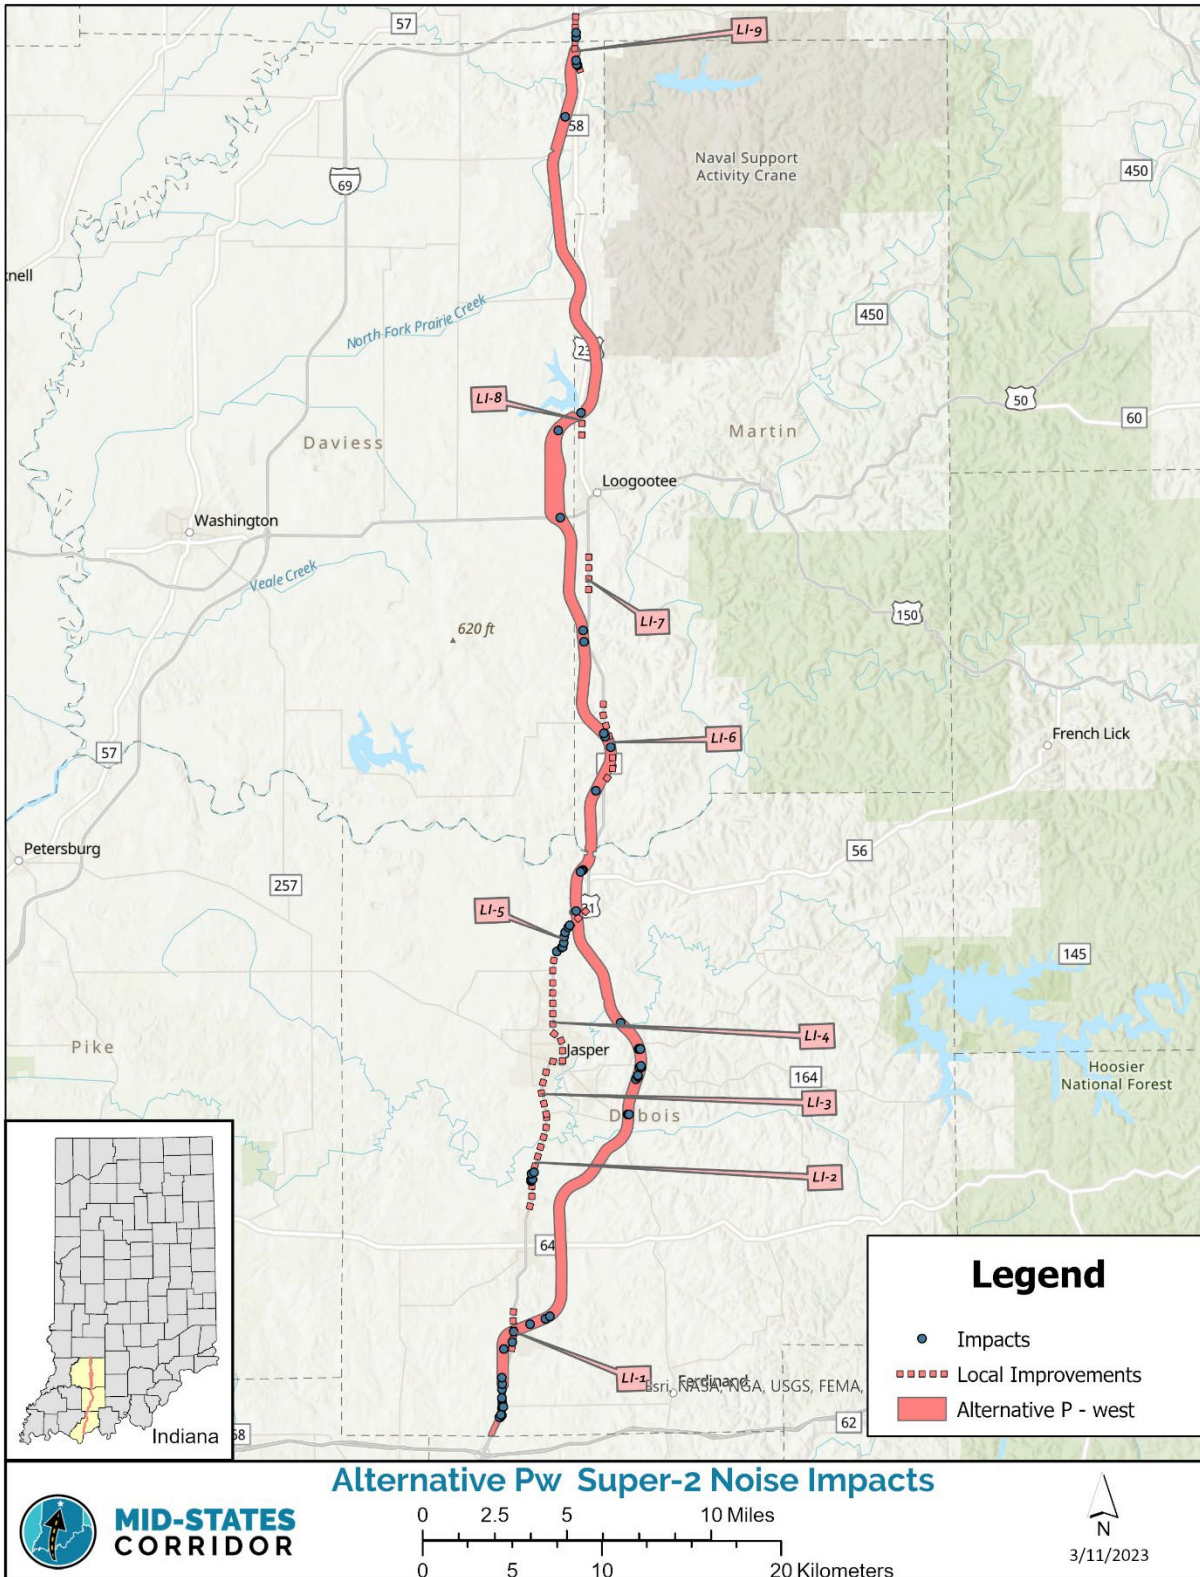 57
LI-9
58
Naval Support
Activity Crane
450
69
nell
North Fork Prairie Creek
450
23
LI-8
50
60
Daviess
Martin
Loogootee
Washington
Veale Creek
LI-7
150
620 ft
LI-6
French Lick
57
Petersburg
56
257
LI-5
31
145
LI-4
Pike
Jasper
164
Hoosier
National Forest
LI-3
Dubois
LI-2
64
Legend
Impacts
Local Improvements
Alternative P - west
LI-1
Ferdinand
Esri, NASA, NGA, USGS, FEMA,
62
68
Indiana
Alternative Pw Super-2 Noise Impacts
MID-STATES
CORRIDOR
0 2.5 5 10 Miles
0 5 10 20 Kilometers
N
3/11/2023